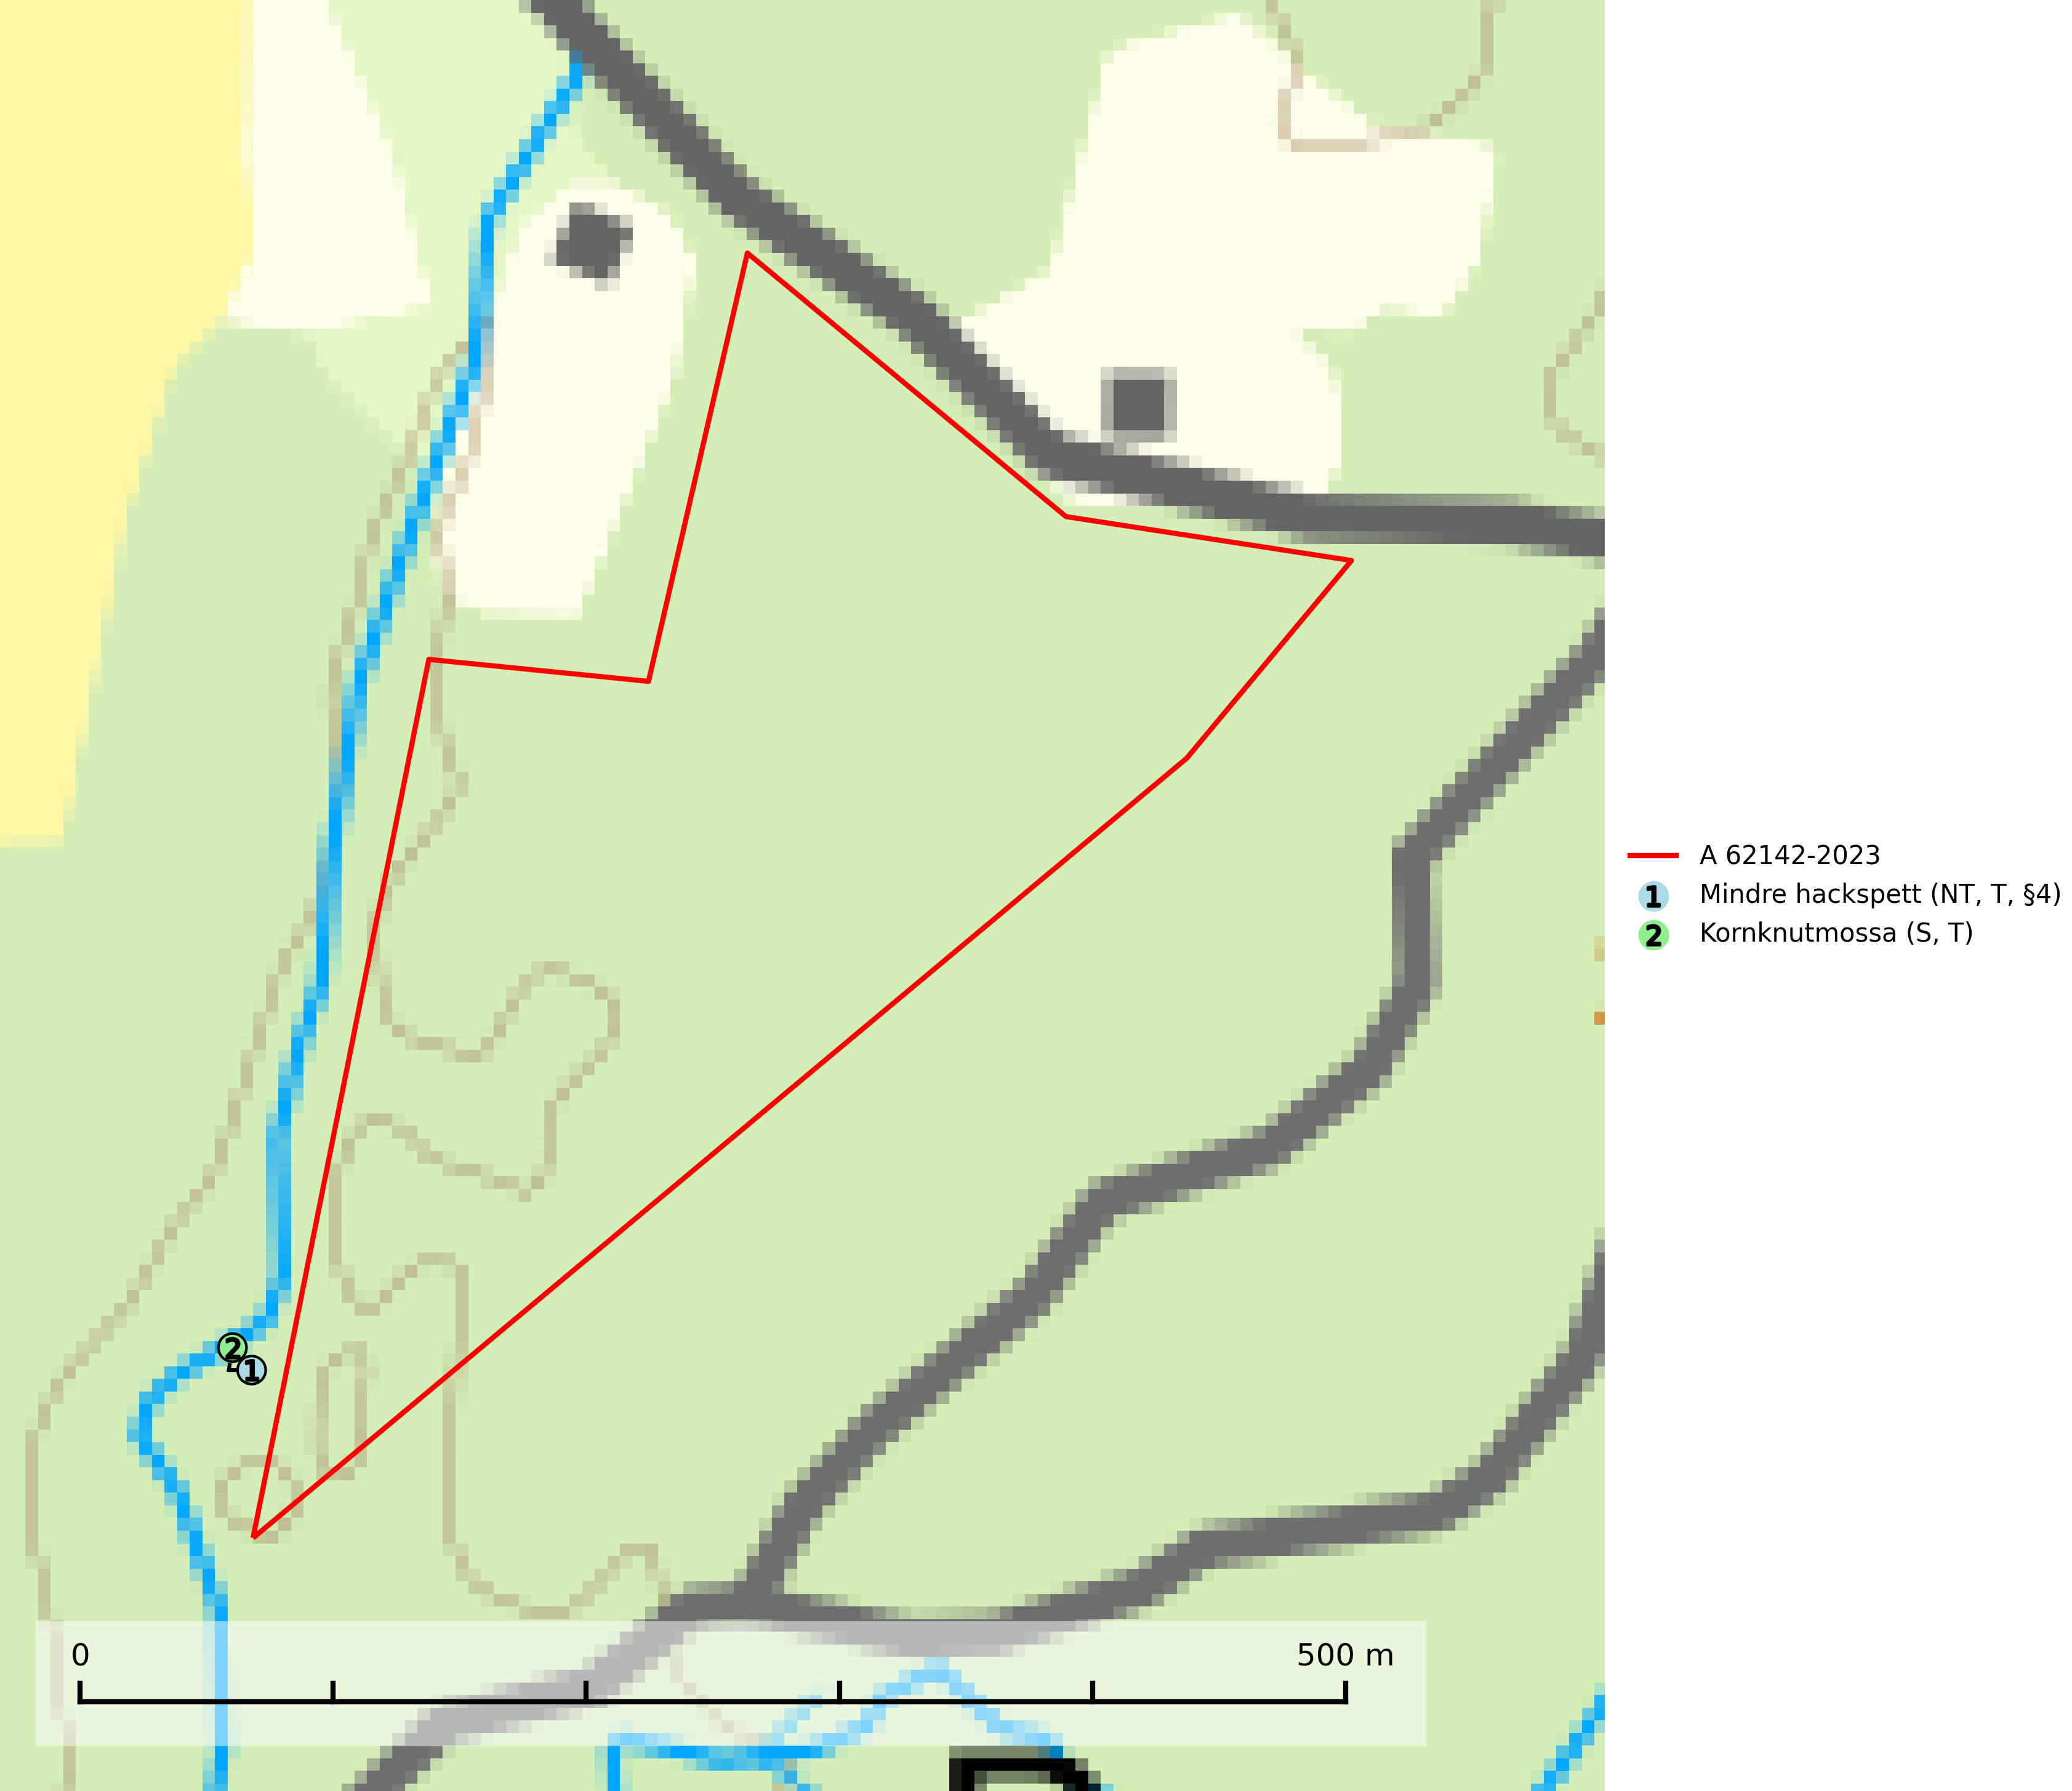 A 62142-2023
1 Mindre hackspett (NT, T, §4)
2 Kornknutmossa (S, T)
2
1
0 500 m